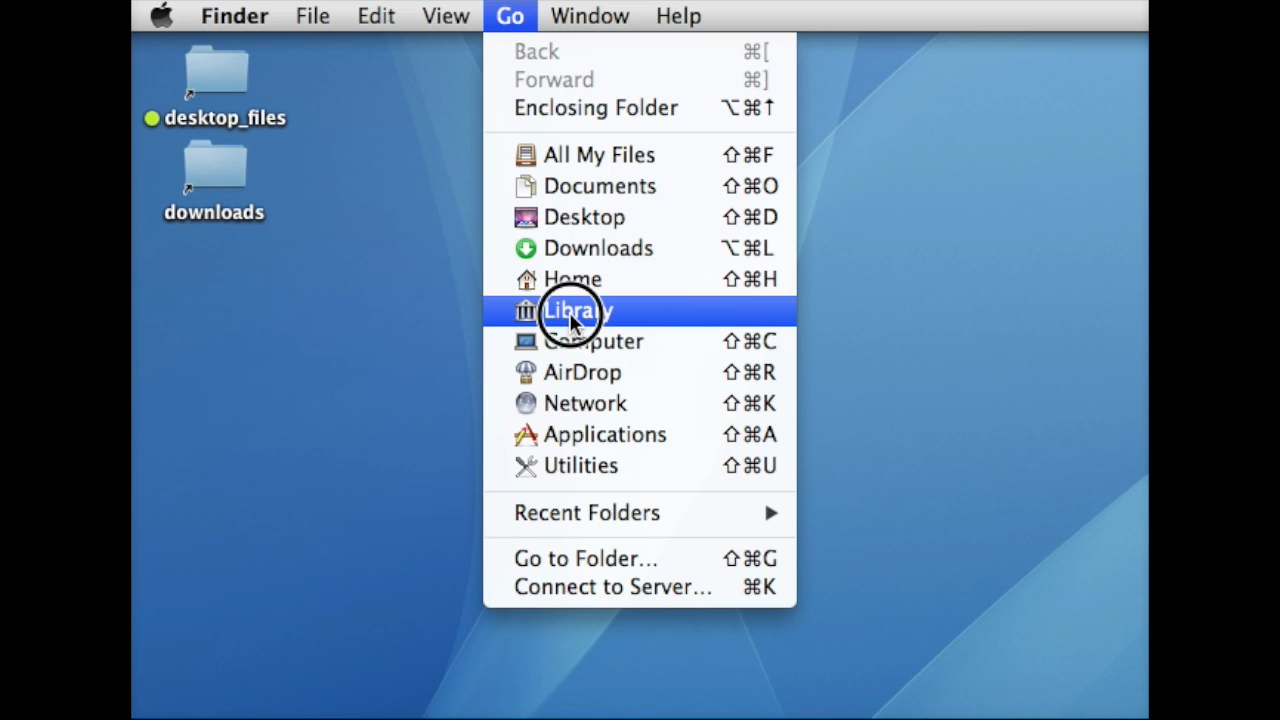 Finder File Edit View Go Window Help
desktop_files
downloads
Back ⌘[
Forward ⌘]
Enclosing Folder ⌥⌘↑
All My Files ⇧⌘F
Documents ⇧⌘O
Desktop ⇧⌘D
Downloads ⌥⌘L
Home ⇧⌘H
Library
Computer ⇧⌘C
AirDrop ⇧⌘R
Network ⇧⌘K
Applications ⇧⌘A
Utilities ⇧⌘U
Recent Folders
Go to Folder... ⇧⌘G
Connect to Server... ⌘K